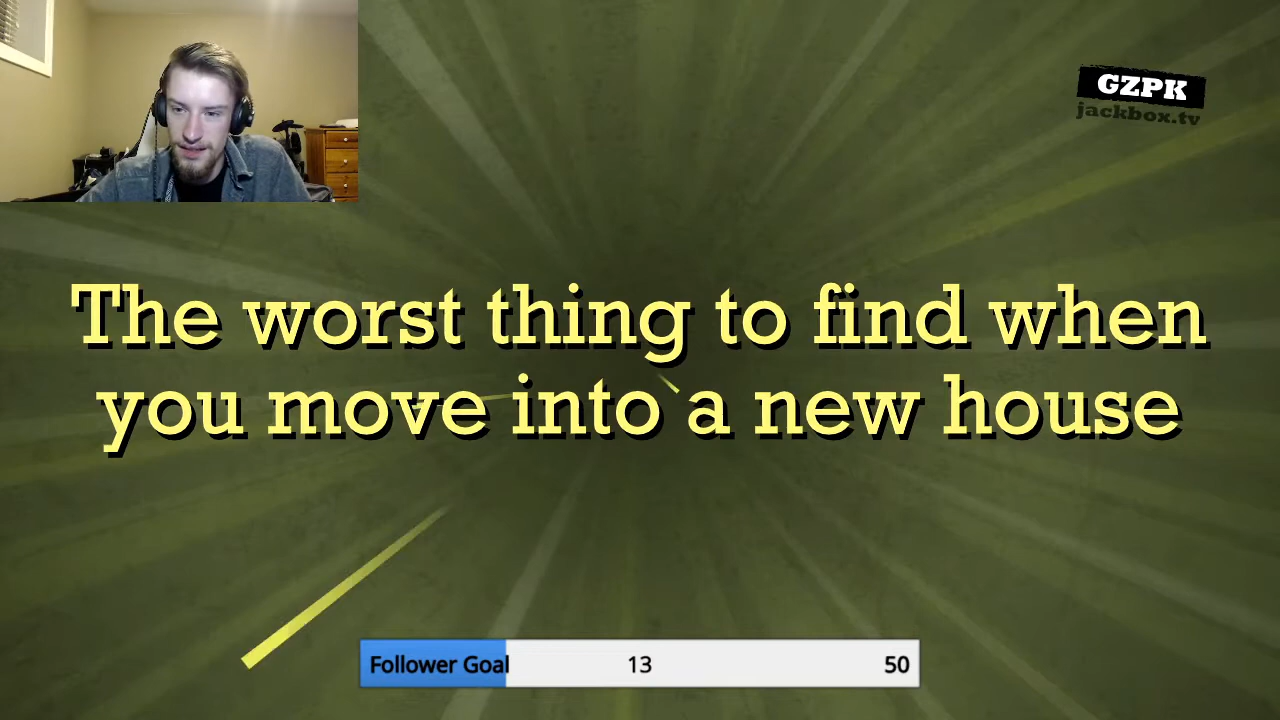 GZPK
jackbox.tv
The worst thing to find when
you move into a new house
Follower Goal 13 50